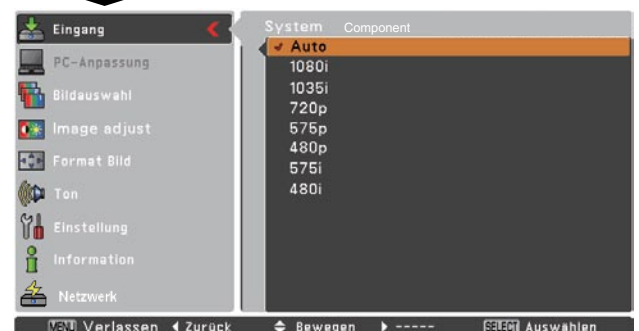 Eingang
PC-Anpassung
Bildauswahl
Image adjust
Format Bild
Ton
Einstellung
Information
Netzwerk
System Component
Auto
1080i
1035i
720p
575p
480p
575i
480i
MENU Verlassen Zurück Bewegen ----- SELECT Auswählen